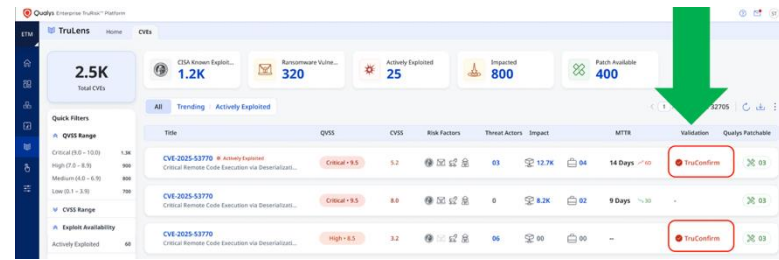 Qualys Enterprise TruRisk™ Platform
ETM
TruLens Home CVEs
2.5K
Total CVEs
CISA Known Exploit...
1.2K
Ransomware Vulne...
320
Actively Exploited
25
Impacted
800
Patch Available
400
All Trending Actively Exploited
1
32705
Quick Filters
QVSS Range
Critical (9.0 – 10.0) 1.3K
High (7.0 – 8.9) 900
Medium (4.0 – 6.9) 800
Low (0.1 – 3.9) 700
CVSS Range
Exploit Availability
Actively Exploited 60
Title QVSS CVSS Risk Factors Threat Actors Impact MTTR Validation Qualys Patchable
CVE-2025-53770 Actively Exploited
Critical Remote Code Execution via Deserializati...
Critical • 9.5 5.2 03 12.7K 04 14 Days 60 TruConfirm 03
CVE-2025-53770
Critical Remote Code Execution via Deserializati...
Critical • 9.5 8.0 0 8.2K 02 9 Days 30 - 03
CVE-2025-53770
Critical Remote Code Execution via Deserializati...
High • 8.5 3.2 06 00 00 -- TruConfirm 03